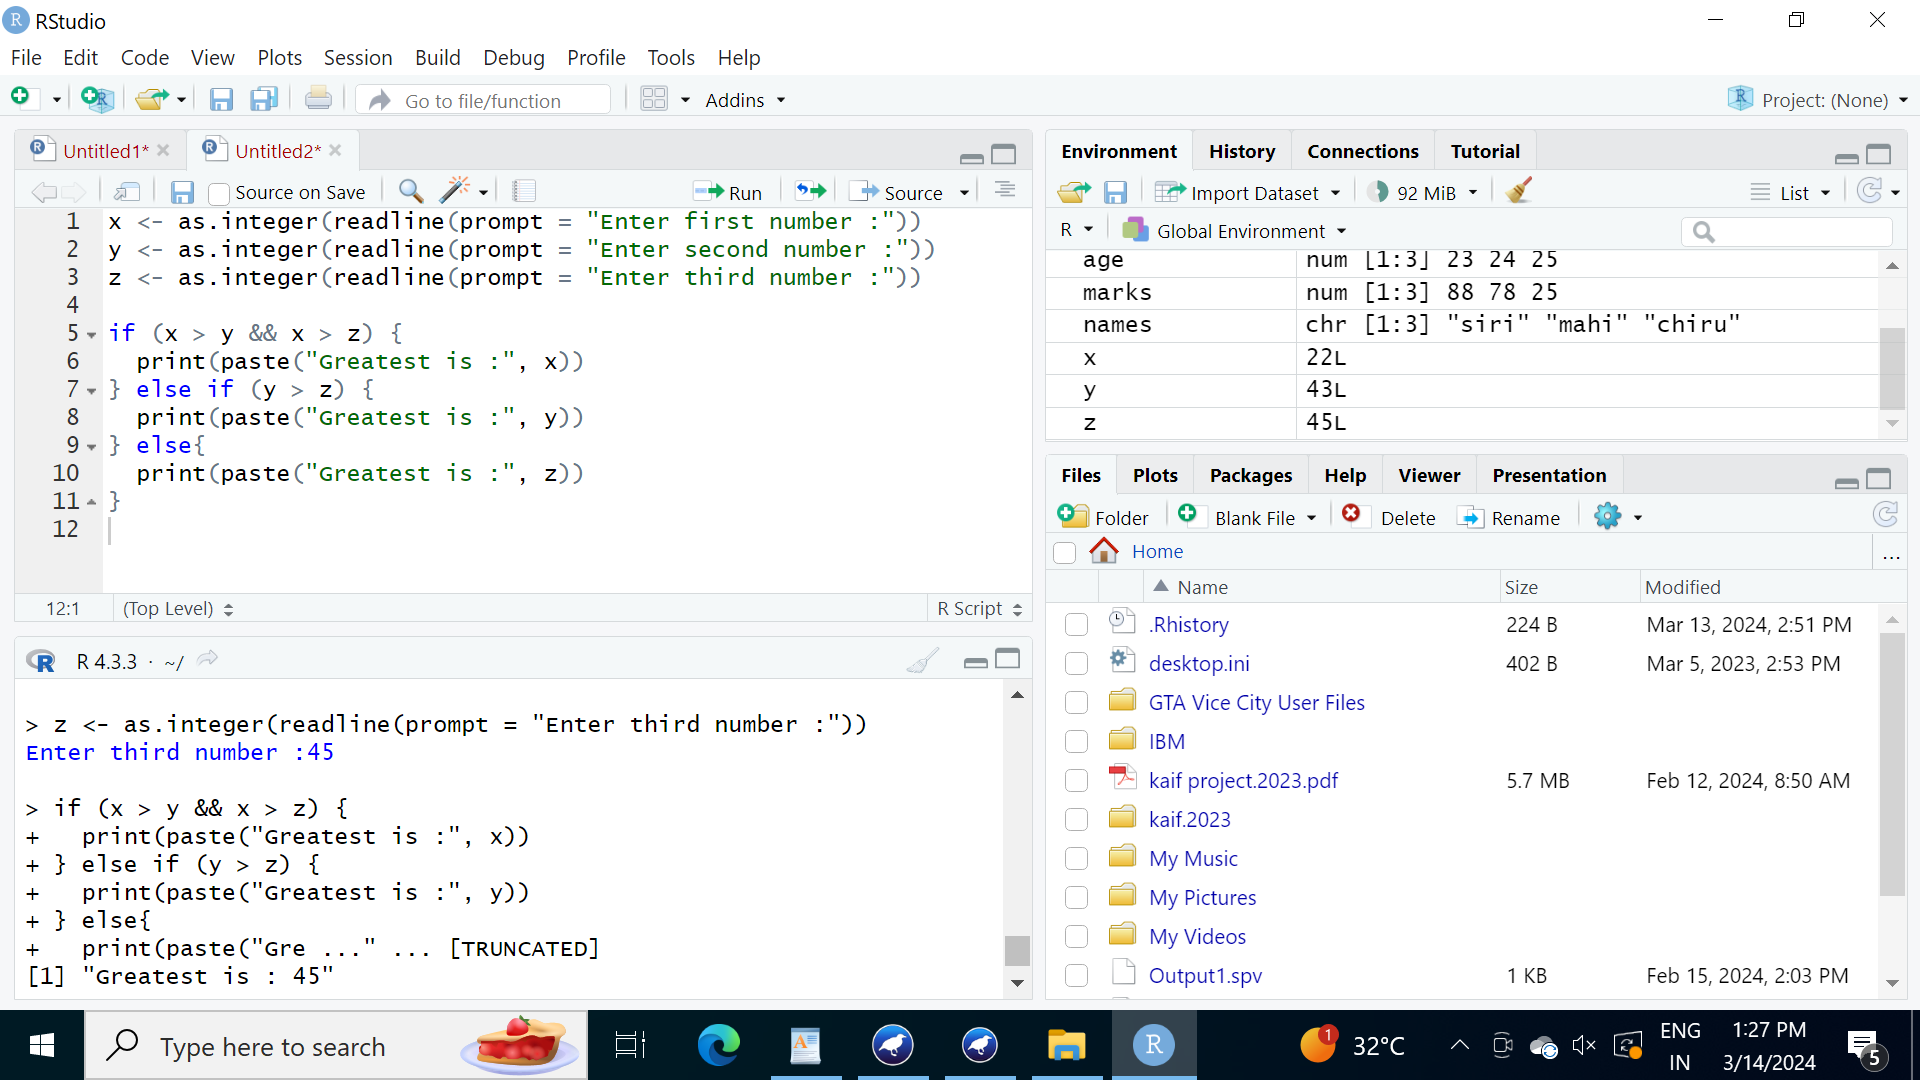 RStudio
File Edit Code View Plots Session Build Debug Profile Tools Help
Go to file/function Addins Project: (None)
Untitled1* Untitled2*
Source on Save Run Source
1 x <- as.integer(readline(prompt = "Enter first number :"))
2 y <- as.integer(readline(prompt = "Enter second number :"))
3 z <- as.integer(readline(prompt = "Enter third number :"))
4
5 if (x > y && x > z) {
6   print(paste("Greatest is :", x))
7 } else if (y > z) {
8   print(paste("Greatest is :", y))
9 } else{
10   print(paste("Greatest is :", z))
11 }
12
12:1 (Top Level) R Script
R 4.3.3 · ~/
> z <- as.integer(readline(prompt = "Enter third number :"))
Enter third number :45
> if (x > y && x > z) {
+   print(paste("Greatest is :", x))
+ } else if (y > z) {
+   print(paste("Greatest is :", y))
+ } else{
+   print(paste("Gre ..." ... [TRUNCATED]
[1] "Greatest is : 45"
Environment History Connections Tutorial
Import Dataset 92 MiB List
R Global Environment
age num [1:3] 23 24 25
marks num [1:3] 88 78 25
names chr [1:3] "siri" "mahi" "chiru"
x 22L
y 43L
z 45L
Files Plots Packages Help Viewer Presentation
Folder Blank File Delete Rename
Home ...
Name Size Modified
.Rhistory 224 B Mar 13, 2024, 2:51 PM
desktop.ini 402 B Mar 5, 2023, 2:53 PM
GTA Vice City User Files
IBM
kaif project.2023.pdf 5.7 MB Feb 12, 2024, 8:50 AM
kaif.2023
My Music
My Pictures
My Videos
Output1.spv 1 KB Feb 15, 2024, 2:03 PM
Type here to search
1 32°C
ENG
IN
1:27 PM
3/14/2024
5